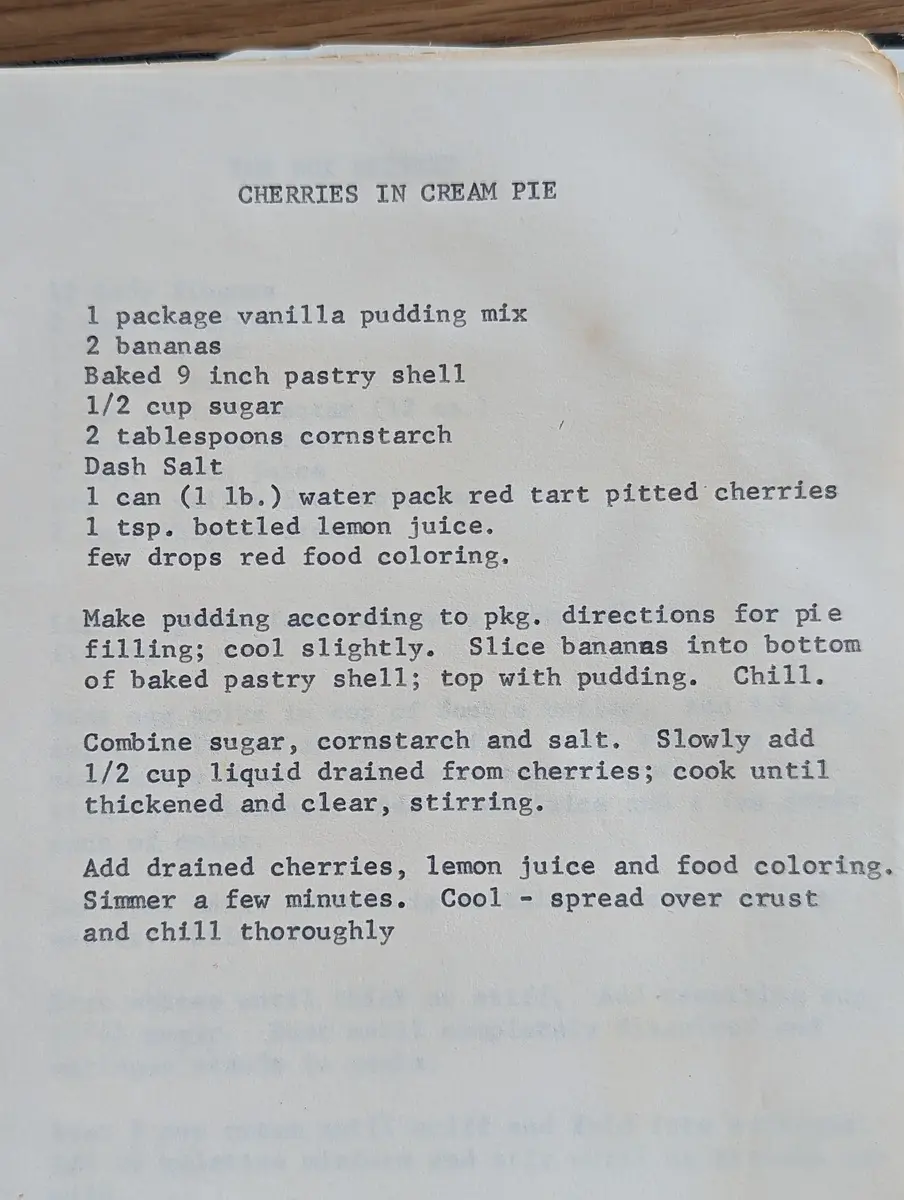 CHERRIES IN CREAM PIE
1 package vanilla pudding mix
2 bananas
Baked 9 inch pastry shell
1/2 cup sugar
2 tablespoons cornstarch
Dash Salt
1 can (1 lb.) water pack red tart pitted cherries
1 tsp. bottled lemon juice.
few drops red food coloring.
Make pudding according to pkg. directions for pie
filling; cool slightly.  Slice bananas into bottom
of baked pastry shell; top with pudding.  Chill.
Combine sugar, cornstarch and salt.  Slowly add
1/2 cup liquid drained from cherries; cook until
thickened and clear, stirring.
Add drained cherries, lemon juice and food coloring.
Simmer a few minutes.  Cool - spread over crust
and chill thoroughly